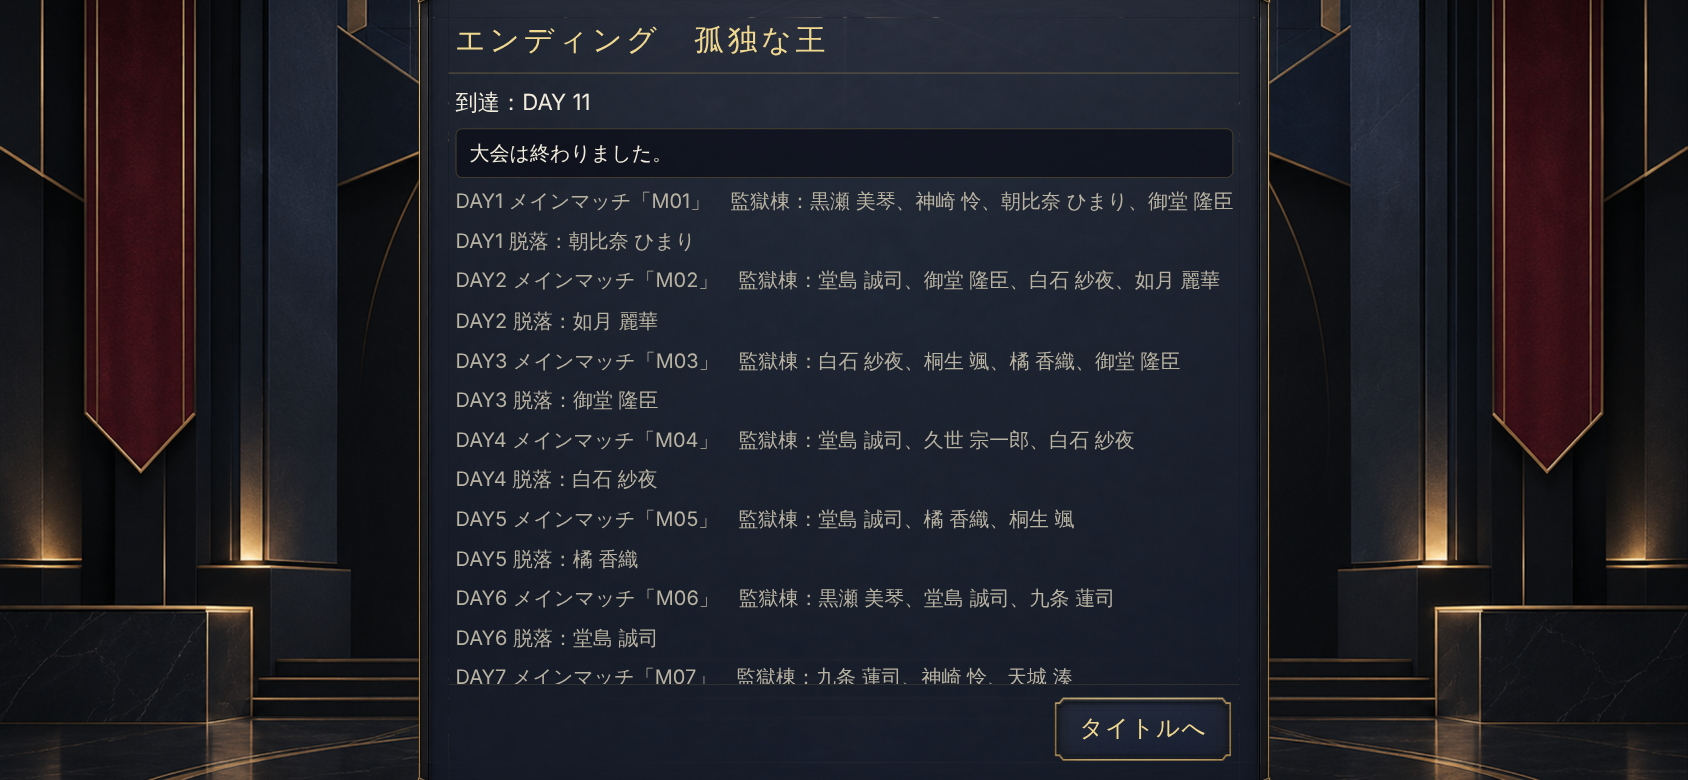 エンディング　孤独な王
到達：DAY 11
大会は終わりました。
DAY1 メインマッチ「M01」　監獄棟：黒瀬 美琴、神崎 怜、朝比奈 ひまり、御堂 隆臣
DAY1 脱落：朝比奈 ひまり
DAY2 メインマッチ「M02」　監獄棟：堂島 誠司、御堂 隆臣、白石 紗夜、如月 麗華
DAY2 脱落：如月 麗華
DAY3 メインマッチ「M03」　監獄棟：白石 紗夜、桐生 颯、橘 香織、御堂 隆臣
DAY3 脱落：御堂 隆臣
DAY4 メインマッチ「M04」　監獄棟：堂島 誠司、久世 宗一郎、白石 紗夜
DAY4 脱落：白石 紗夜
DAY5 メインマッチ「M05」　監獄棟：堂島 誠司、橘 香織、桐生 颯
DAY5 脱落：橘 香織
DAY6 メインマッチ「M06」　監獄棟：黒瀬 美琴、堂島 誠司、九条 蓮司
DAY6 脱落：堂島 誠司
DAY7 メインマッチ「M07」　監獄棟：九条 蓮司、神崎 怜、天城 湊
タイトルへ